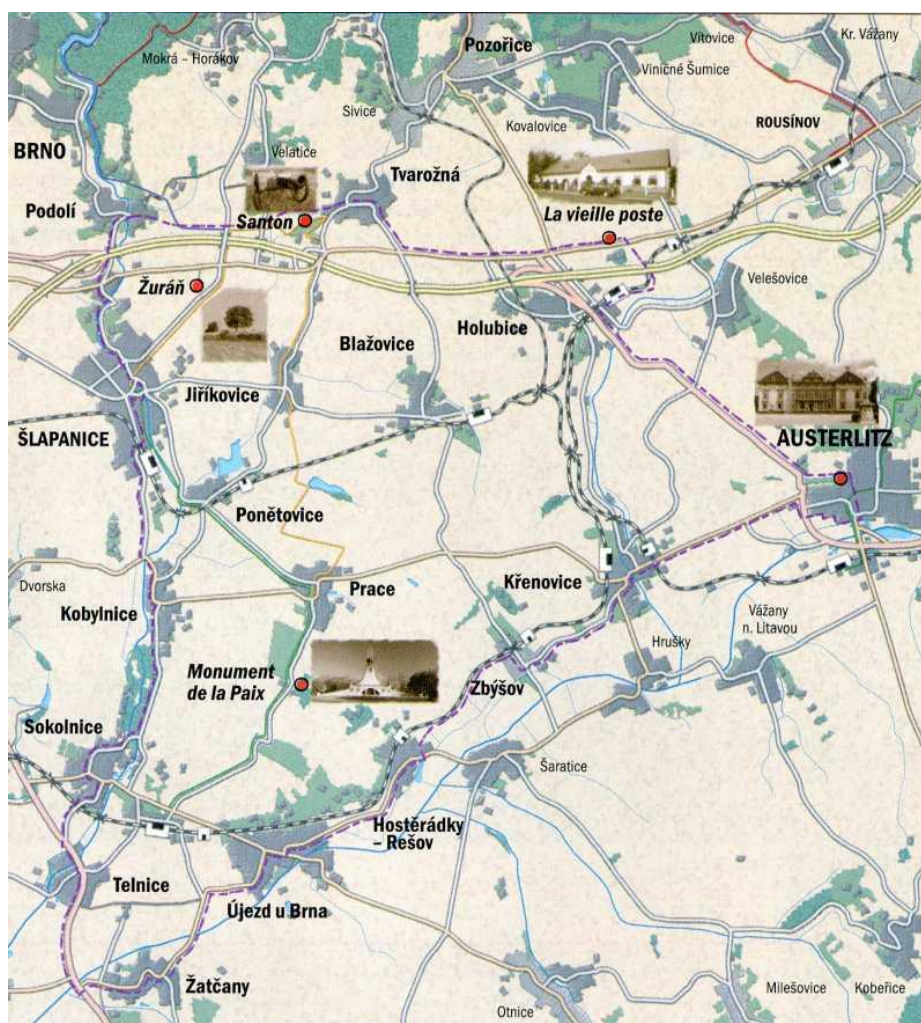 Pozořice
Vítovice
Kr. Vážany
Mokrá – Horákov
Viničné Šumice
Sivice
Kovalovice
ROUSÍNOV
BRNO
Velatice
Tvarožná
Podolí
Santon
La vieille poste
Žuráň
Velešovice
Holubice
Blažovice
Jiříkovice
ŠLAPANICE
AUSTERLITZ
Ponětovice
Dvorska
Prace
Křenovice
Kobylnice
Vážany
n. Litavou
Hrušky
Monument
de la Paix
Zbýšov
Sokolnice
Šaratice
Hostěrádky
– Rešov
Telnice
Újezd u Brna
Žatčany
Otnice
Milešovice
Kobeřice